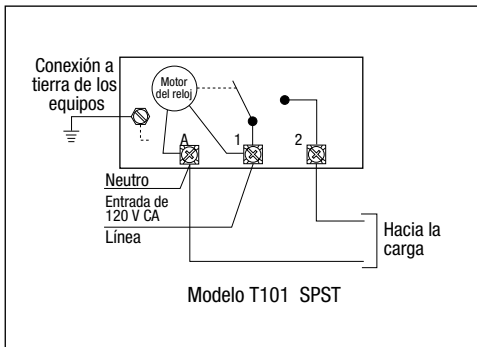 Conexión a
tierra de los
equipos
Motor
del reloj
A
1
2
Neutro
Entrada de
120 V CA
Línea
Hacia la
carga
Modelo T101 SPST